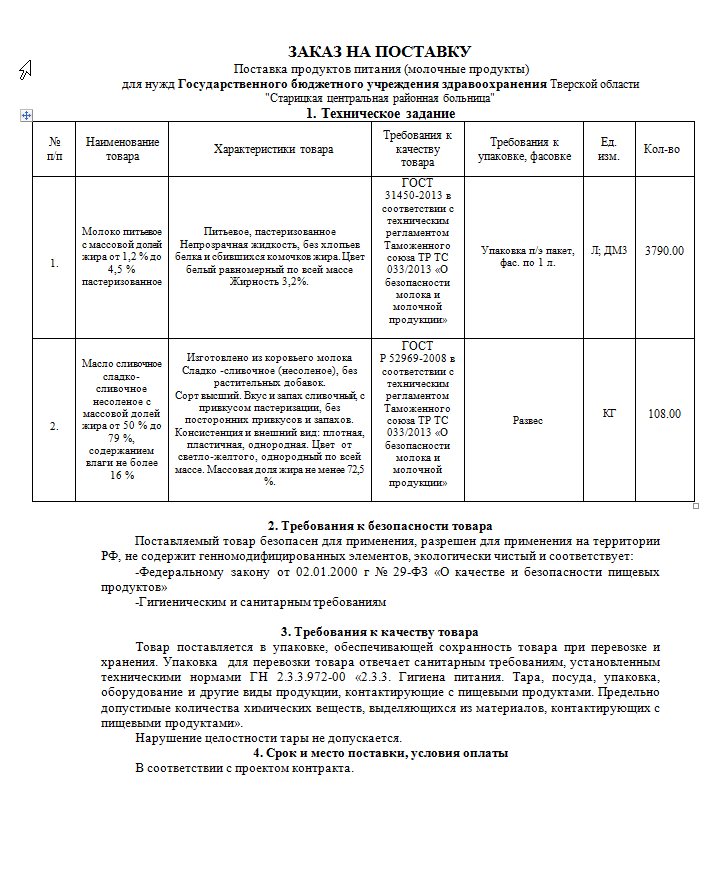 ЗАКАЗ НА ПОСТАВКУ
Поставка продуктов питания (молочные продукты)
для нужд Государственного бюджетного учреждения здравоохранения Тверской области
"Старицкая центральная районная больница"
1. Техническое задание
№
п/п
Наименование
товара
Характеристики товара
Требования к
качеству
товара
Требования к
упаковке, фасовке
Ед.
изм.
Кол-во
1.
Молоко питьевое
с массовой долей
жира от 1,2 % до
4,5 %
пастеризованное
Питьевое, пастеризованное
Непрозрачная жидкость, без хлопьев
белка и сбившихся комочков жира. Цвет
белый равномерный по всей массе
Жирность 3,2%.
ГОСТ
31450-2013 в
соответствии с
техническим
регламентом
Таможенного
союза ТР ТС
033/2013 «О
безопасности
молока и
молочной
продукции»
Упаковка п/э пакет,
фас. по 1 л.
Л; ДМ3
3790.00
2.
Масло сливочное
сладко-
сливочное
несоленое с
массовой долей
жира от 50 % до
79 %,
содержанием
влаги не более
16 %
Изготовлено из коровьего молока
Сладко -сливочное (несоленое), без
растительных добавок.
Сорт высший. Вкус и запах сливочный, с
привкусом пастеризации, без
посторонних привкусов и запахов.
Консистенция и внешний вид: плотная,
пластичная, однородная. Цвет от
светло-желтого, однородный по всей
массе. Массовая доля жира не менее 72,5
%.
ГОСТ
Р 52969-2008 в
соответствии с
техническим
регламентом
Таможенного
союза ТР ТС
033/2013 «О
безопасности
молока и
молочной
продукции»
Развес
КГ
108.00
2. Требования к безопасности товара
Поставляемый товар безопасен для применения, разрешен для применения на территории
РФ, не содержит генномодифицированных элементов, экологически чистый и соответствует:
-Федеральному закону от 02.01.2000 г № 29-ФЗ «О качестве и безопасности пищевых
продуктов»
-Гигиеническим и санитарным требованиям
3. Требования к качеству товара
Товар поставляется в упаковке, обеспечивающей сохранность товара при перевозке и
хранения. Упаковка для перевозки товара отвечает санитарным требованиям, установленным
техническими нормами ГН 2.3.3.972-00 «2.3.3. Гигиена питания. Тара, посуда, упаковка,
оборудование и другие виды продукции, контактирующие с пищевыми продуктами. Предельно
допустимые количества химических веществ, выделяющихся из материалов, контактирующих с
пищевыми продуктами».
Нарушение целостности тары не допускается.
4. Срок и место поставки, условия оплаты
В соответствии с проектом контракта.